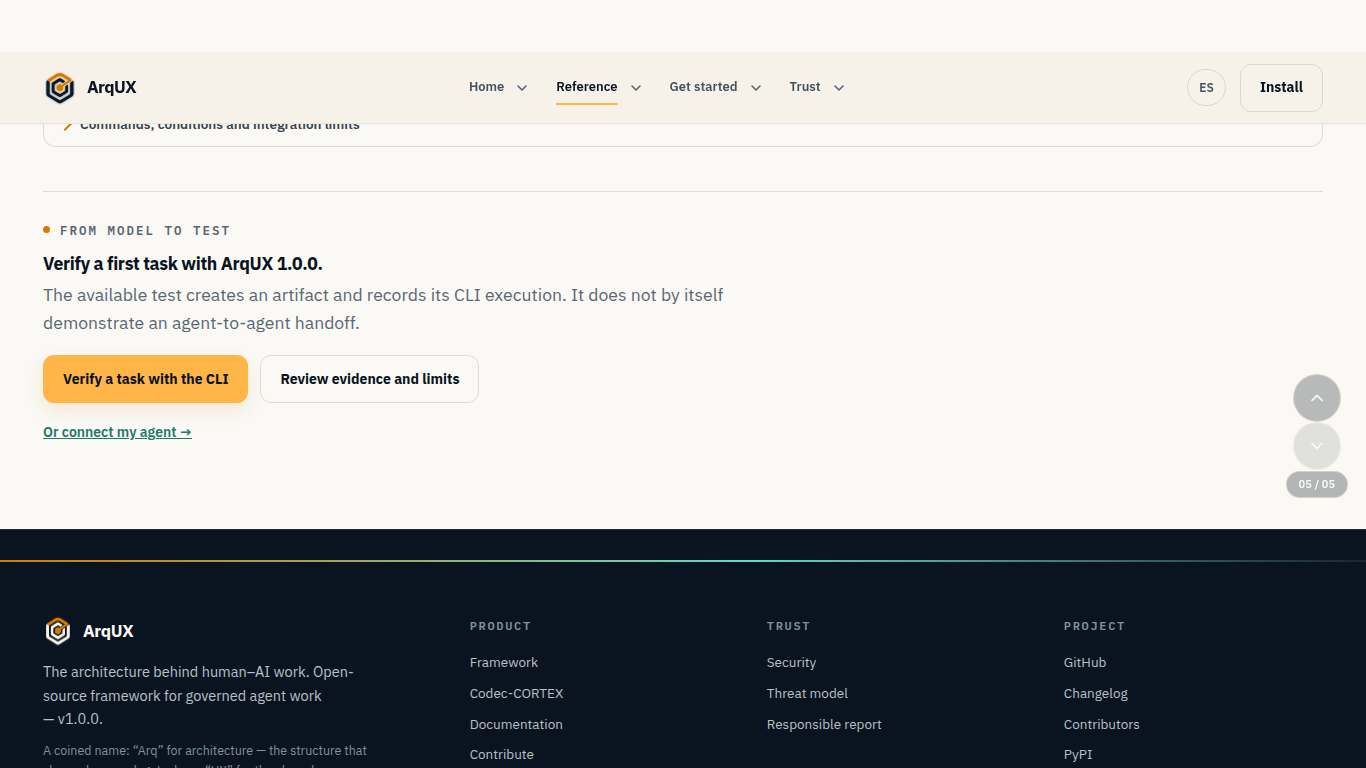 ArqUX
Home
Reference
Get started
Trust
ES
Install
Commands, conditions and integration limits
FROM MODEL TO TEST
Verify a first task with ArqUX 1.0.0.
The available test creates an artifact and records its CLI execution. It does not by itself
demonstrate an agent-to-agent handoff.
Verify a task with the CLI
Review evidence and limits
Or connect my agent →
05 / 05
ArqUX
The architecture behind human–AI work. Open-
source framework for governed agent work
— v1.0.0.
A coined name: “Arq” for architecture — the structure that
PRODUCT
Framework
Codec-CORTEX
Documentation
Contribute
TRUST
Security
Threat model
Responsible report
PROJECT
GitHub
Changelog
Contributors
PyPI